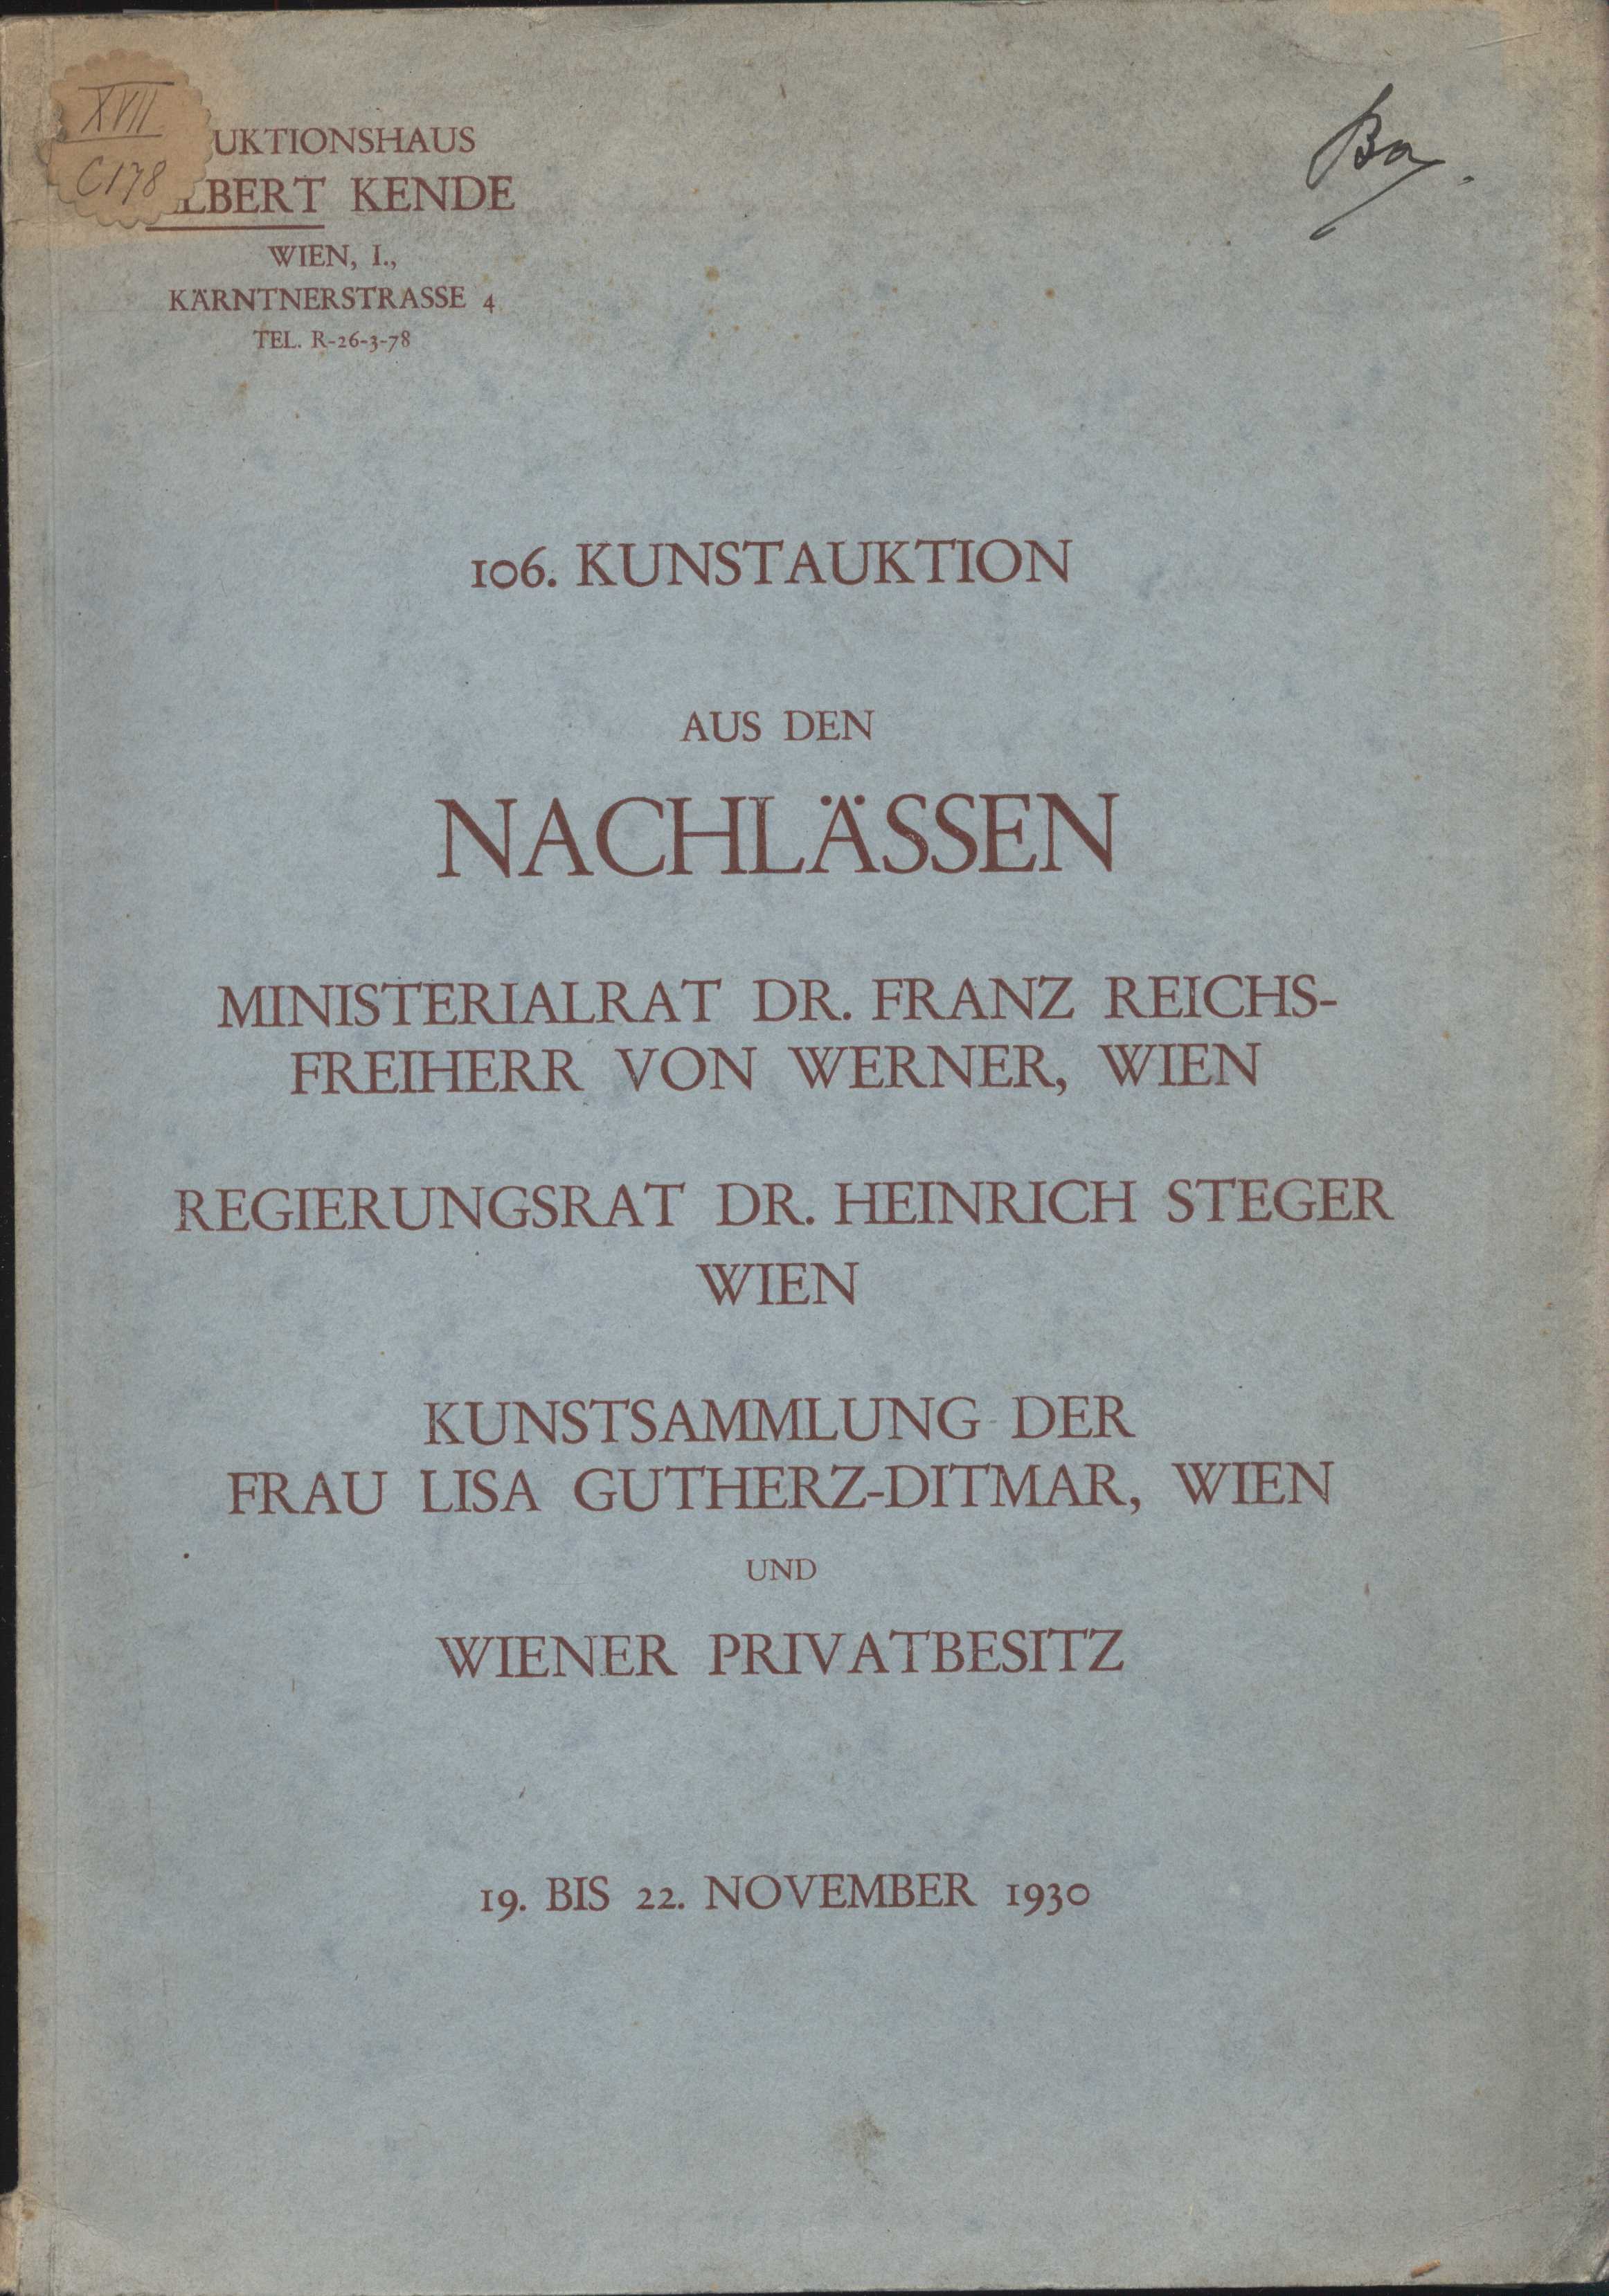 XVII
C178
UKTIONSHAUS
LBERT KENDE
WIEN, I.,
KÄRNTNERSTRASSE 4
TEL. R-26-3-78
Ba
106. KUNSTAUKTION
AUS DEN
NACHLÄSSEN
MINISTERIALRAT DR. FRANZ REICHS-
FREIHERR VON WERNER, WIEN
REGIERUNGSRAT DR. HEINRICH STEGER
WIEN
KUNSTSAMMLUNG DER
FRAU LISA GUTHERZ-DITMAR, WIEN
UND
WIENER PRIVATBESITZ
19. BIS 22. NOVEMBER 1930